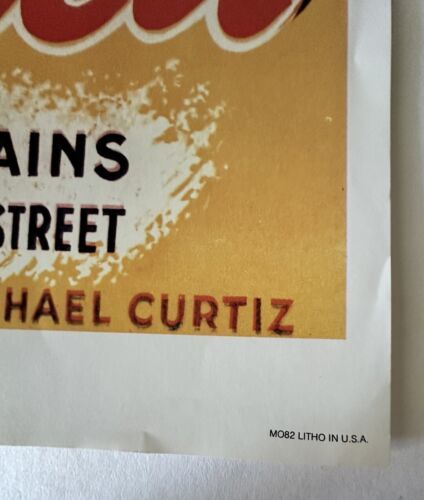 AINS
STREET
HAEL CURTIZ
MO82 LITHO IN U.S.A.